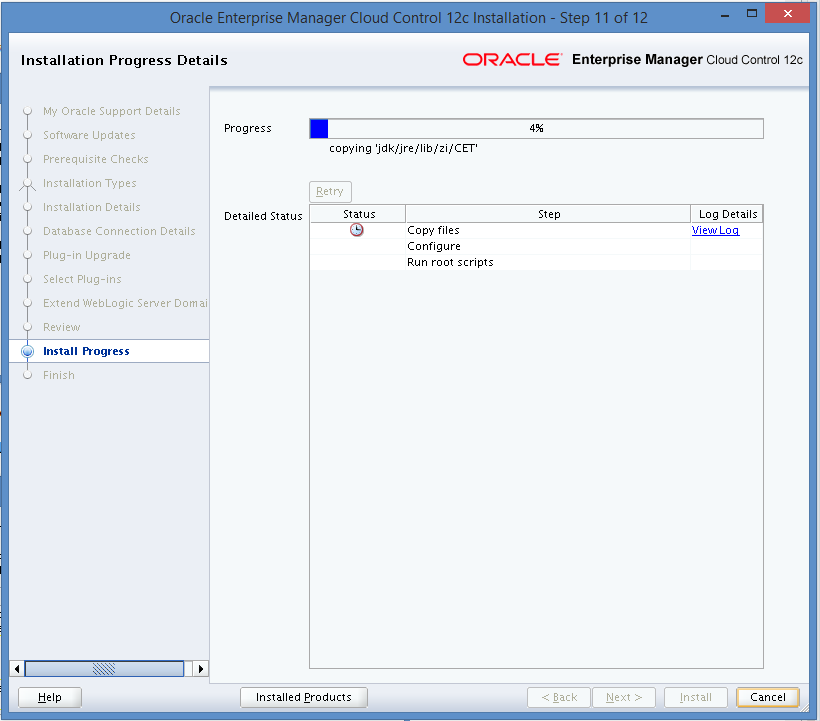 Oracle Enterprise Manager Cloud Control 12c Installation - Step 11 of 12
Installation Progress Details
ORACLE Enterprise Manager Cloud Control 12c
My Oracle Support Details
Software Updates
Prerequisite Checks
Installation Types
Installation Details
Database Connection Details
Plug-in Upgrade
Select Plug-ins
Extend WebLogic Server Domai
Review
Install Progress
Finish
Progress 4%
copying 'jdk/jre/lib/zi/CET'
Retry
Detailed Status
Status Step Log Details
Copy files View Log
Configure
Run root scripts
Help Installed Products < Back Next > Install Cancel